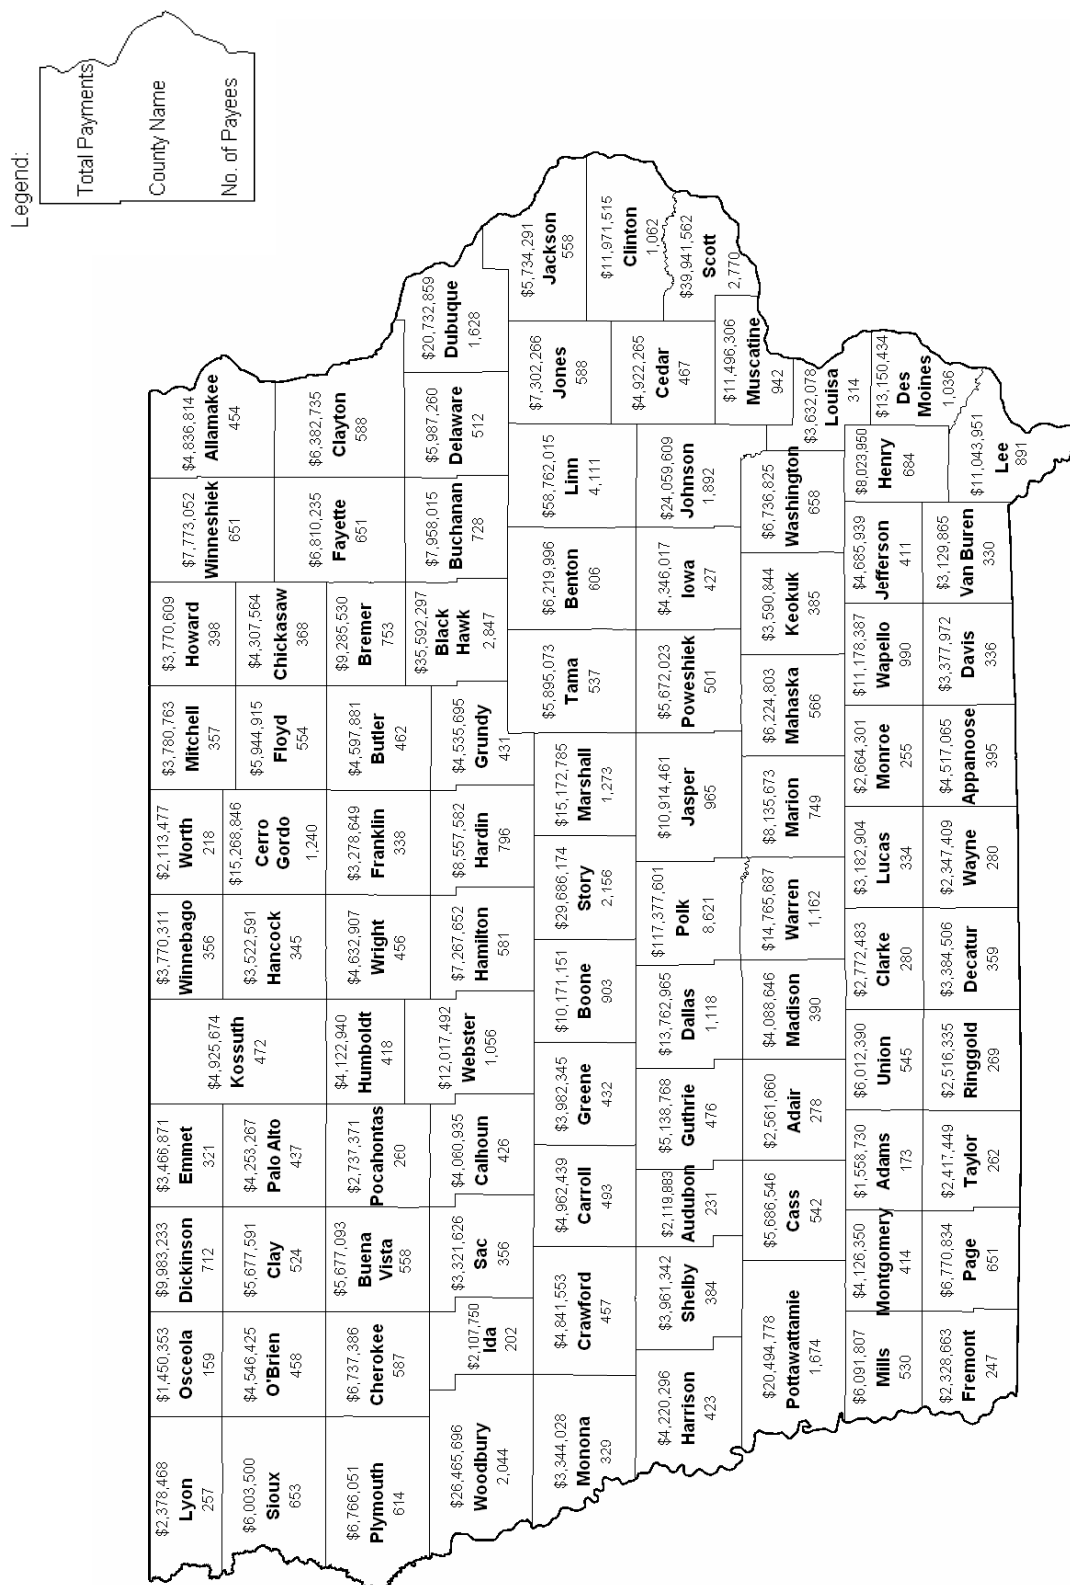 Legend:
Total Payments
County Name
No. of Payees
$2,378,468
Lyon
257
$1,450,353
Osceola
159
$9,983,233
Dickinson
712
$3,466,871
Emmet
321
$4,925,674
Kossuth
472
$3,770,311
Winnebago
356
$2,113,477
Worth
218
$3,780,763
Mitchell
357
$3,770,609
Howard
398
$7,773,052
Winneshiek
651
$4,836,814
Allamakee
454
$6,003,500
Sioux
653
$4,546,425
O'Brien
458
$5,677,591
Clay
524
$4,253,267
Palo Alto
437
$3,522,591
Hancock
345
$15,268,846
Cerro
Gordo
1,240
$5,944,915
Floyd
554
$4,307,564
Chickasaw
368
$6,810,235
Fayette
651
$6,382,735
Clayton
588
$6,766,051
Plymouth
614
$6,737,386
Cherokee
587
$5,677,093
Buena
Vista
558
$2,737,371
Pocahontas
260
$4,122,940
Humboldt
418
$4,632,907
Wright
456
$3,278,649
Franklin
338
$4,597,881
Butler
462
$9,285,530
Bremer
753
$26,465,696
Woodbury
2,044
$2,107,750
Ida
202
$3,321,626
Sac
356
$4,060,935
Calhoun
426
$12,017,492
Webster
1,056
$7,267,652
Hamilton
581
$8,557,582
Hardin
796
$4,535,695
Grundy
431
$35,592,297
Black
Hawk
2,847
$7,958,015
Buchanan
728
$5,987,260
Delaware
512
$20,732,859
Dubuque
1,628
$3,344,028
Monona
329
$4,841,553
Crawford
457
$4,962,439
Carroll
493
$3,982,345
Greene
432
$10,171,151
Boone
903
$29,686,174
Story
2,156
$15,172,785
Marshall
1,273
$5,895,073
Tama
537
$6,219,996
Benton
606
$58,762,015
Linn
4,111
$7,302,266
Jones
588
$5,734,291
Jackson
558
$4,220,296
Harrison
423
$3,961,342
Shelby
384
$2,119,883
Audubon
231
$5,138,768
Guthrie
476
$13,762,965
Dallas
1,118
$117,377,601
Polk
8,621
$10,914,461
Jasper
965
$5,672,023
Poweshiek
501
$4,346,017
Iowa
427
$24,059,609
Johnson
1,892
$4,922,265
Cedar
467
$11,971,515
Clinton
1,062
$39,941,562
Scott
2,770
$11,496,306
Muscatine
942
$20,494,778
Pottawattamie
1,674
$5,686,546
Cass
542
$2,561,660
Adair
278
$4,088,646
Madison
390
$14,765,687
Warren
1,162
$8,135,673
Marion
749
$6,224,803
Mahaska
566
$3,590,844
Keokuk
385
$6,736,825
Washington
658
$3,632,078
Louisa
314
$6,091,807
Mills
530
$4,126,350
Montgomery
414
$1,558,730
Adams
173
$6,012,390
Union
545
$2,772,483
Clarke
280
$3,182,904
Lucas
334
$2,664,301
Monroe
255
$11,178,387
Wapello
990
$4,685,939
Jefferson
411
$8,023,950
Henry
684
$13,150,434
Des
Moines
1,036
$2,328,663
Fremont
247
$6,770,834
Page
651
$2,417,449
Taylor
262
$2,516,335
Ringgold
269
$3,384,506
Decatur
359
$2,347,409
Wayne
280
$4,517,065
Appanoose
395
$3,377,972
Davis
336
$3,129,865
Van Buren
330
$11,043,951
Lee
891